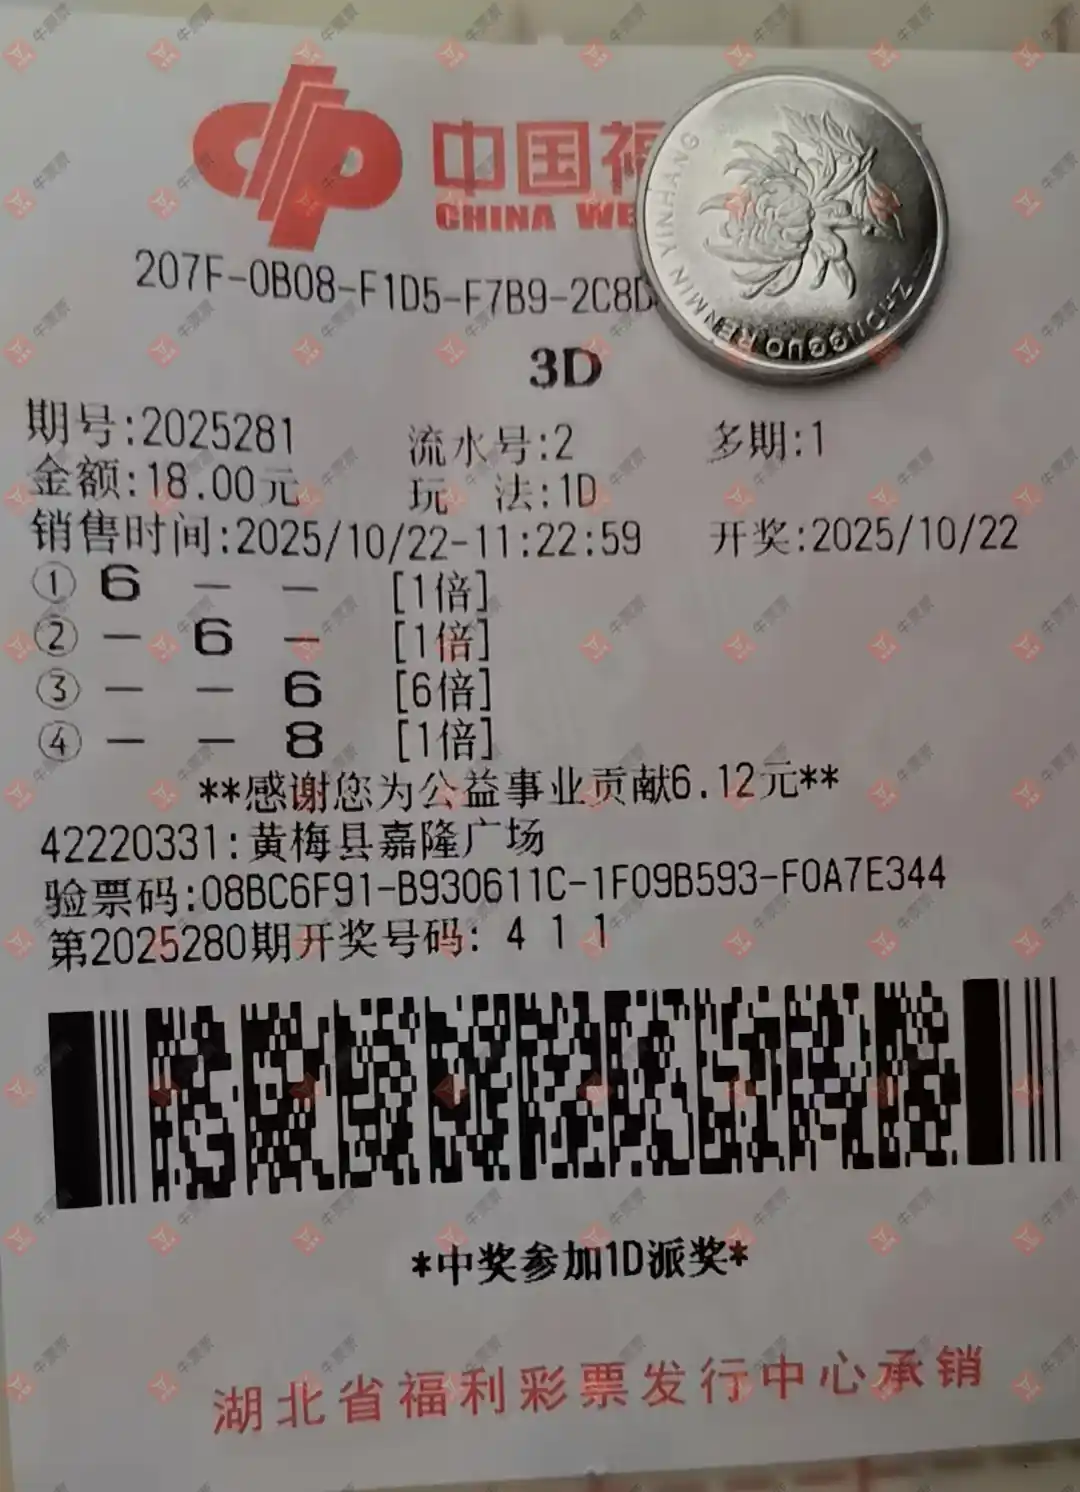 中国福
CHINA WE
207F-0B08-F1D5-F7B9-2C8D
ZHONGGUO RENMIN YINHANG
3D
期号:2025281 流水号:2 多期:1
金额:18.00元 玩 法:1D
销售时间:2025/10/22-11:22:59 开奖:2025/10/22
① 6 - - [1倍]
② - 6 - [1倍]
③ - - 6 [6倍]
④ - - 8 [1倍]
**感谢您为公益事业贡献6.12元**
42220331:黄梅县嘉隆广场
验票码:08BC6F91-B930611C-1F09B593-F0A7E344
第2025280期开奖号码: 4 1 1
*中奖参加1D派奖*
湖北省福利彩票发行中心承销